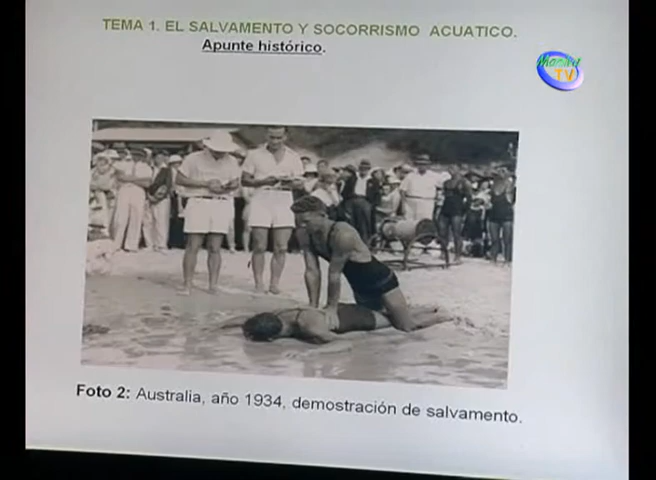 TEMA 1. EL SALVAMENTO Y SOCORRISMO ACUATICO.
Apunte histórico.
TV
Foto 2: Australia, año 1934, demostración de salvamento.